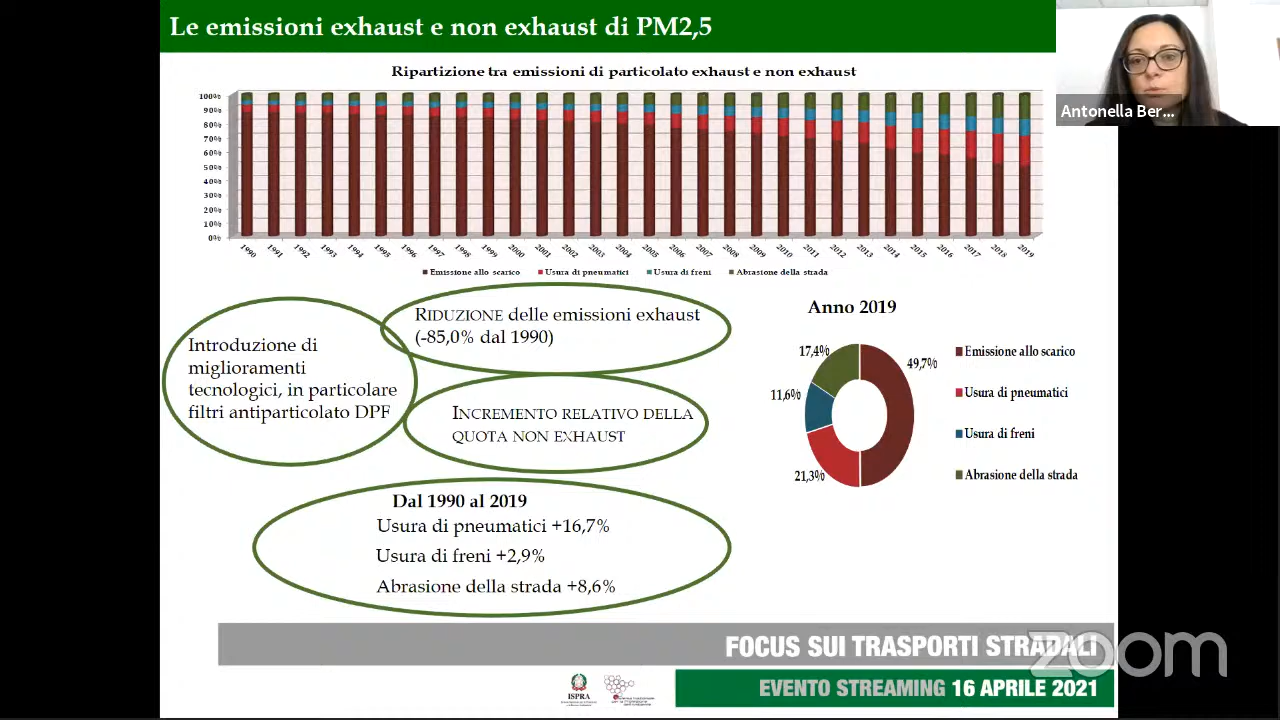 Le emissioni exhaust e non exhaust di PM2,5
Antonella Ber...
Ripartizione tra emissioni di particolato exhaust e non exhaust
100%
90%
80%
70%
60%
50%
40%
30%
20%
10%
0%
1990 1991 1992 1993 1994 1995 1996 1997 1998 1999 2000 2001 2002 2003 2004 2005 2006 2007 2008 2009 2010 2011 2012 2013 2014 2015 2016 2017 2018 2019
Emissione allo scarico Usura di pneumatici Usura di freni Abrasione della strada
Introduzione di
miglioramenti
tecnologici, in particolare
filtri antiparticolato DPF
RIDUZIONE delle emissioni exhaust
(-85,0% dal 1990)
INCREMENTO RELATIVO DELLA
QUOTA NON EXHAUST
Dal 1990 al 2019
Usura di pneumatici +16,7%
Usura di freni +2,9%
Abrasione della strada +8,6%
Anno 2019
17,4%
49,7%
11,6%
21,3%
Emissione allo scarico
Usura di pneumatici
Usura di freni
Abrasione della strada
FOCUS SUI TRASPORTI STRADALI
zoom
ISPRA
EVENTO STREAMING 16 APRILE 2021